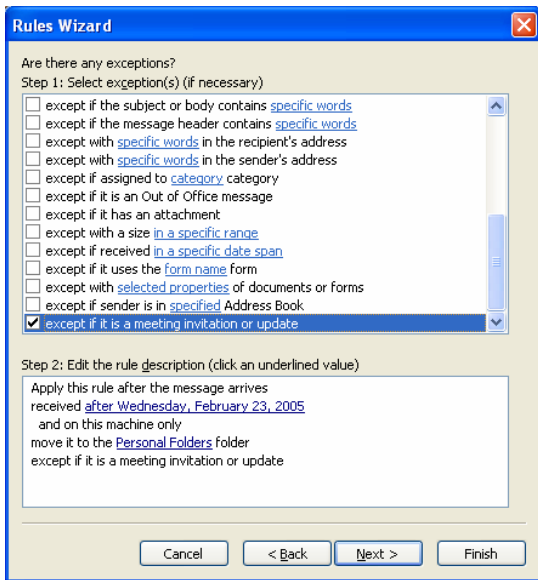 Rules Wizard
Are there any exceptions?
Step 1: Select exception(s) (if necessary)
except if the subject or body contains specific words
except if the message header contains specific words
except with specific words in the recipient's address
except with specific words in the sender's address
except if assigned to category category
except if it is an Out of Office message
except if it has an attachment
except with a size in a specific range
except if received in a specific date span
except if it uses the form name form
except with selected properties of documents or forms
except if sender is in specified Address Book
except if it is a meeting invitation or update
Step 2: Edit the rule description (click an underlined value)
Apply this rule after the message arrives
received after Wednesday, February 23, 2005
and on this machine only
move it to the Personal Folders folder
except if it is a meeting invitation or update
Cancel < Back Next > Finish